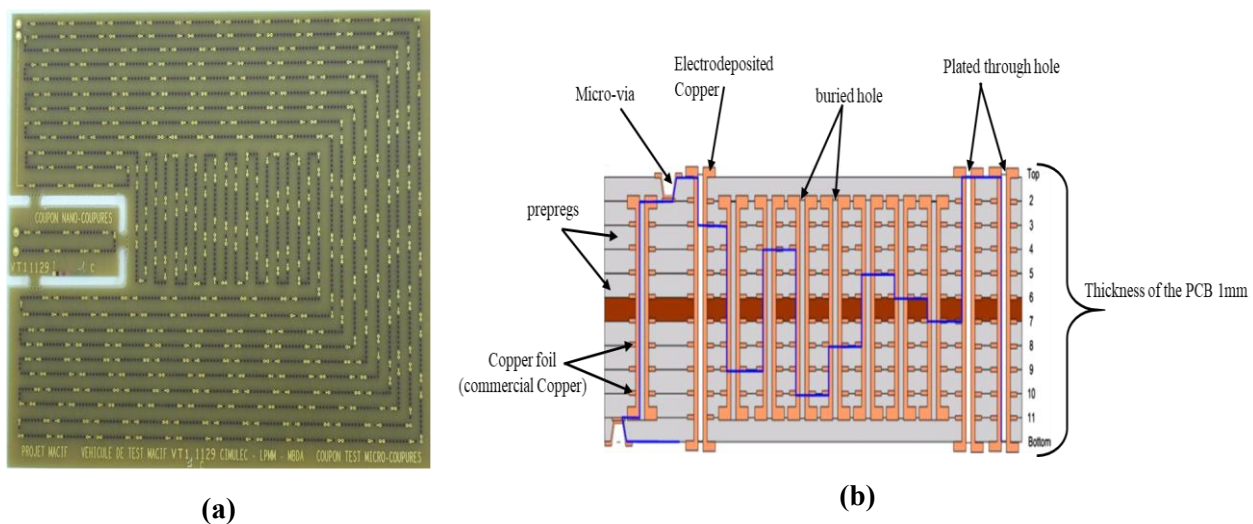 COUPON NANO-COUPURES
VT11129
C
PROJET MACIF VEHICULE DE TEST MACIF VT1 1129 CIMULEC - LPMM - MBDA COUPON TEST MICRO-COUPURES
C
(a)
Electrodeposited
Copper
Plated through hole
Micro-via
buried hole
Top
2
prepregs
3
4
5
6
Thickness of the PCB 1mm
7
8
Copper foil
(commercial Copper)
9
10
11
Bottom
(b)